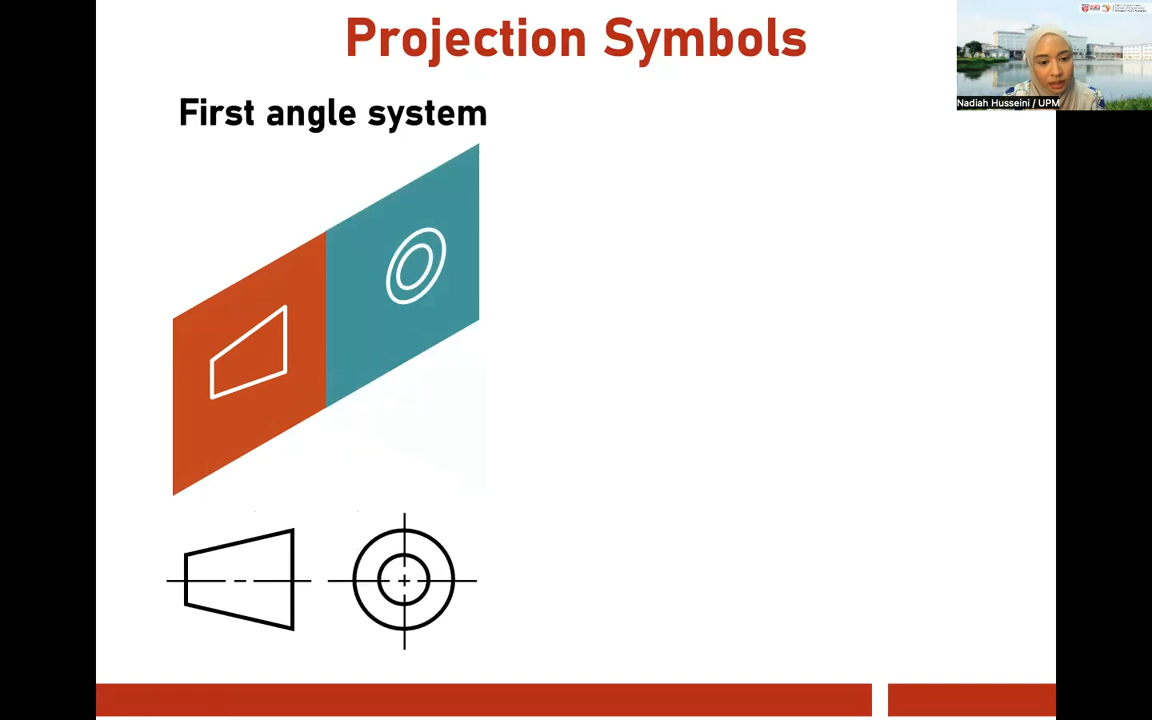 Projection Symbols
First angle system
Nadiah Husseini / UPM